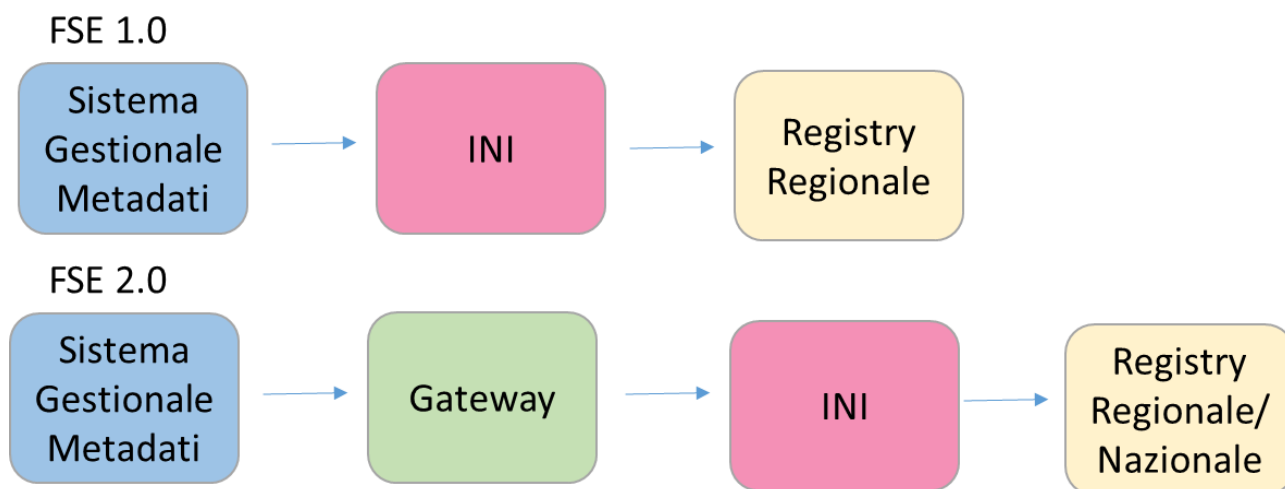 FSE 1.0
Sistema
Gestionale
Metadati
INI
Registry
Regionale
FSE 2.0
Sistema
Gestionale
Metadati
Gateway
INI
Registry
Regionale/
Nazionale